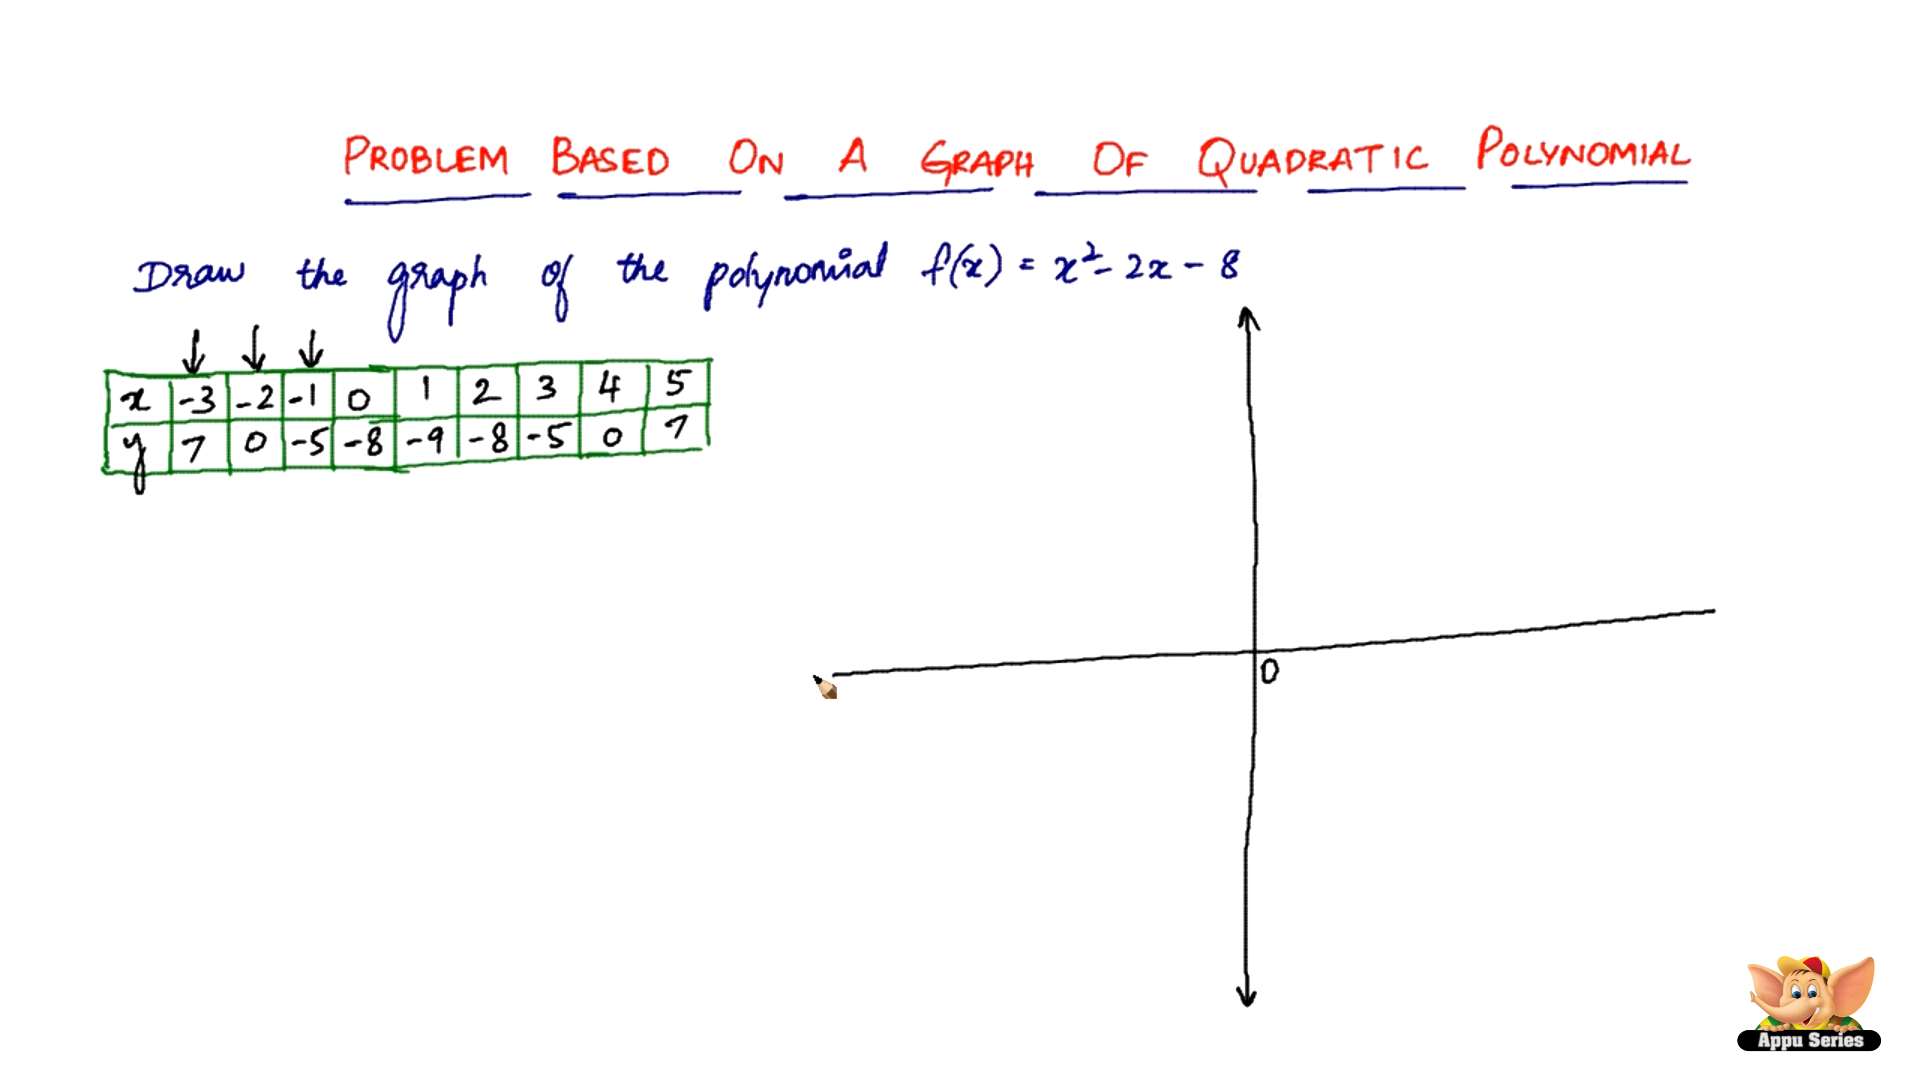 PROBLEM BASED ON A GRAPH OF QUADRATIC POLYNOMIAL
Draw the graph of the polynomial f(x) = x² - 2x - 8
x -3 -2 -1 0 1 2 3 4 5
y 7 0 -5 -8 -9 -8 -5 0 7
0
Appu Series